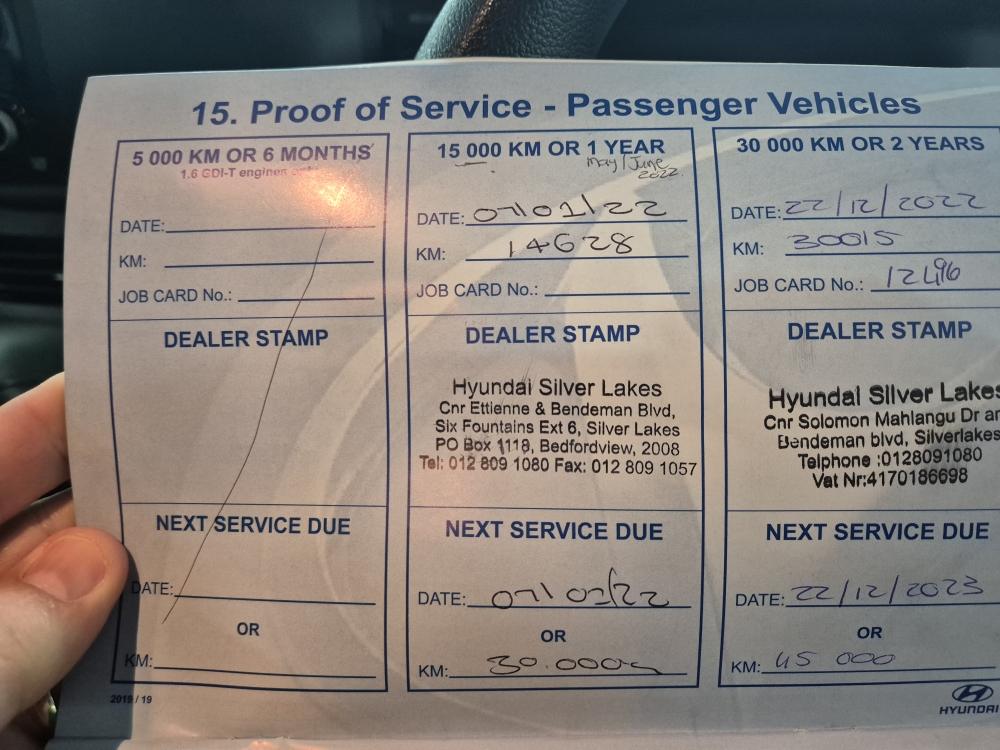 15. Proof of Service - Passenger Vehicles
5 000 KM OR 6 MONTHS
1.6 GDI-T engines only
DATE:
KM:
JOB CARD No.:
DEALER STAMP
NEXT SERVICE DUE
DATE:
OR
KM:
15 000 KM OR 1 YEAR
May/June
2022.
DATE: 07/01/22
KM: 14628
JOB CARD No.:
DEALER STAMP
Hyundai Silver Lakes
Cnr Ettienne & Bendeman Blvd,
Six Fountains Ext 6, Silver Lakes
PO Box 1118, Bedfordview, 2008
Tel: 012 809 1080 Fax: 012 809 1057
NEXT SERVICE DUE
DATE:
OR
KM: 30.000
30 000 KM OR 2 YEARS
DATE: 22/12/2022
KM: 30015
JOB CARD No.: 12496
DEALER STAMP
Hyundai Silver Lakes
Cnr Solomon Mahlangu Dr
Bendeman blvd, Silverlakes
Telphone :0128091080
Vat Nr:4170186698
NEXT SERVICE DUE
DATE: 22/12/2023
OR
KM: 45 000
2019 / 19
HYUNDAI